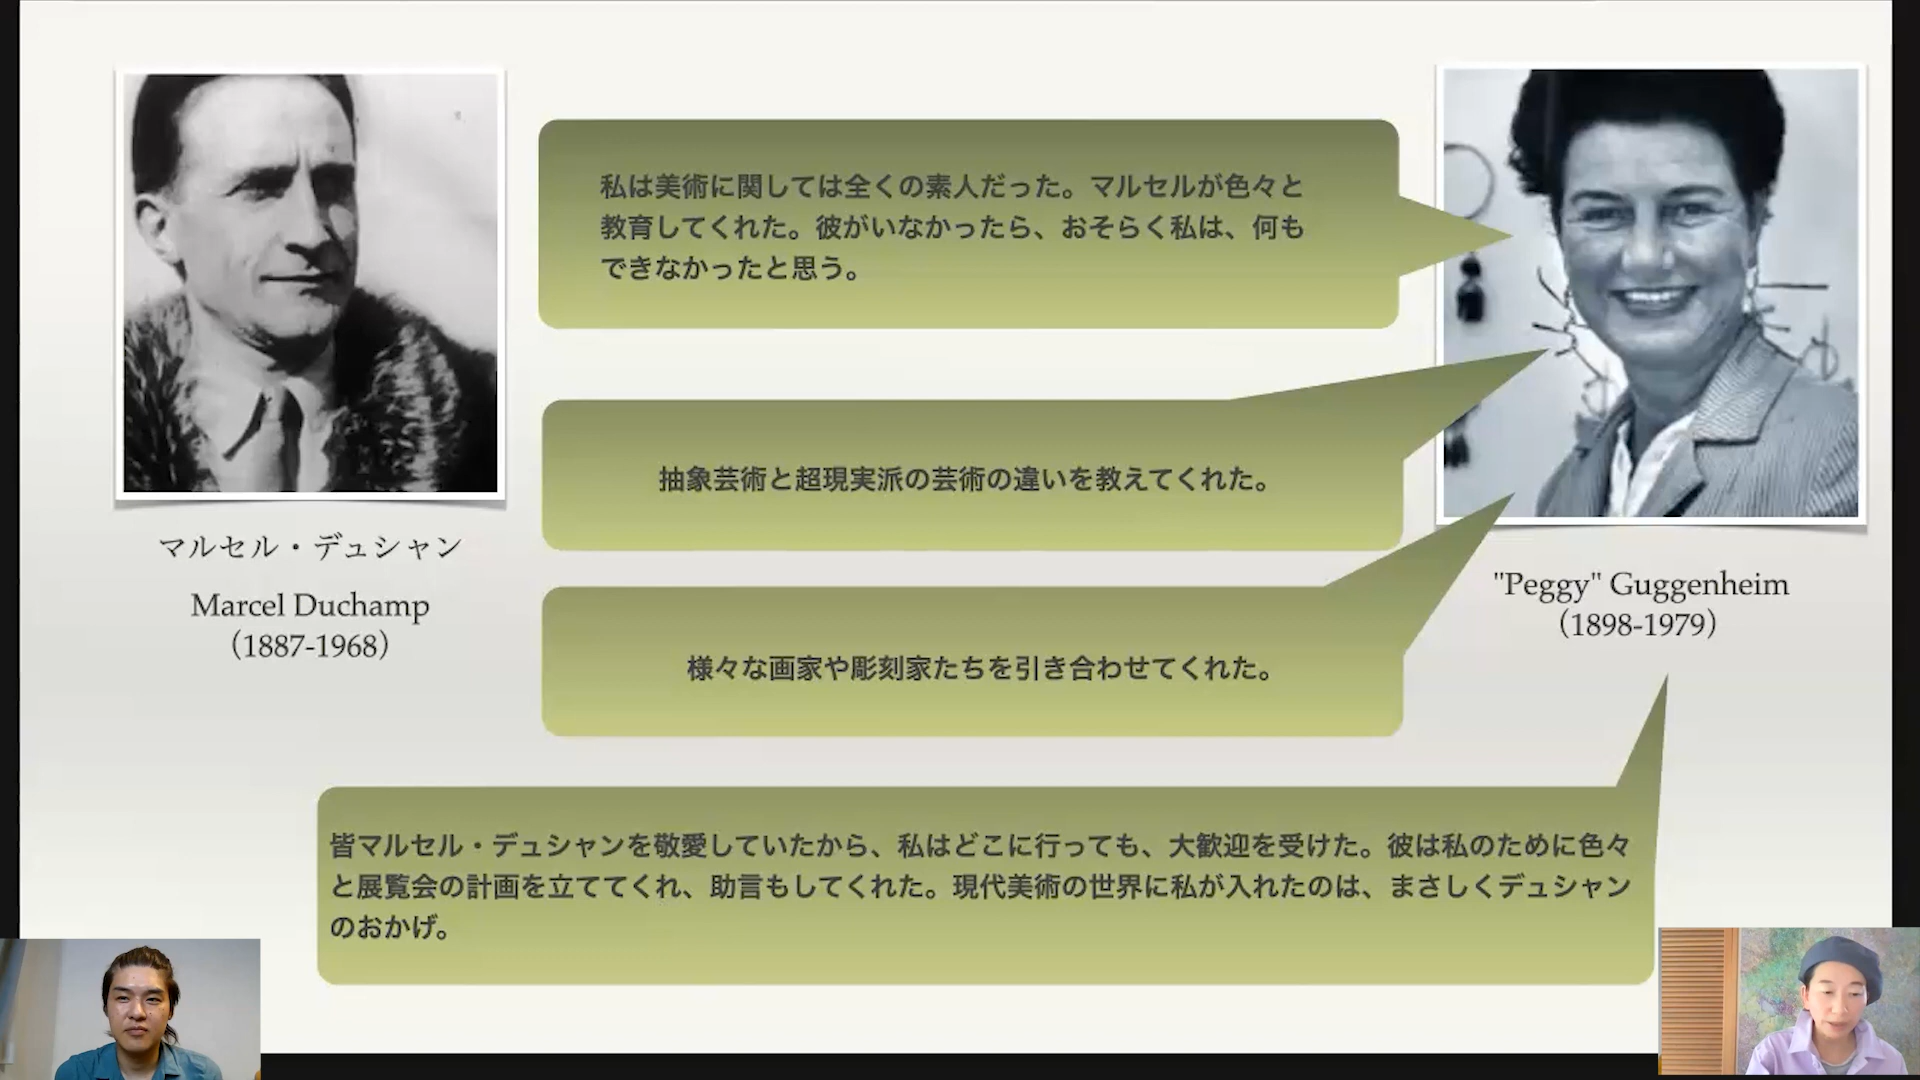 私は美術に関しては全くの素人だった。マルセルが色々と
教育してくれた。彼がいなかったら、おそらく私は、何も
できなかったと思う。
抽象芸術と超現実派の芸術の違いを教えてくれた。
マルセル・デュシャン
Marcel Duchamp
（1887-1968）
"Peggy" Guggenheim
（1898-1979）
様々な画家や彫刻家たちを引き合わせてくれた。
皆マルセル・デュシャンを敬愛していたから、私はどこに行っても、大歓迎を受けた。彼は私のために色々
と展覧会の計画を立ててくれ、助言もしてくれた。現代美術の世界に私が入れたのは、まさしくデュシャン
のおかげ。